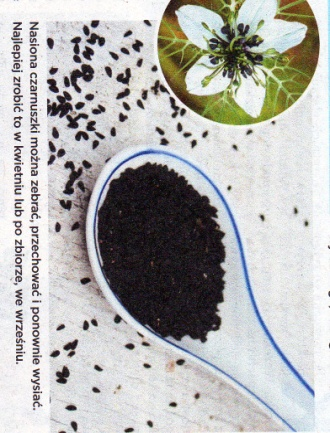 Nasiona czarnuszki można zebrać, przechować i ponownie wysiać.
Najlepiej zrobić to w kwietniu lub po zbiorze, we wrześniu.